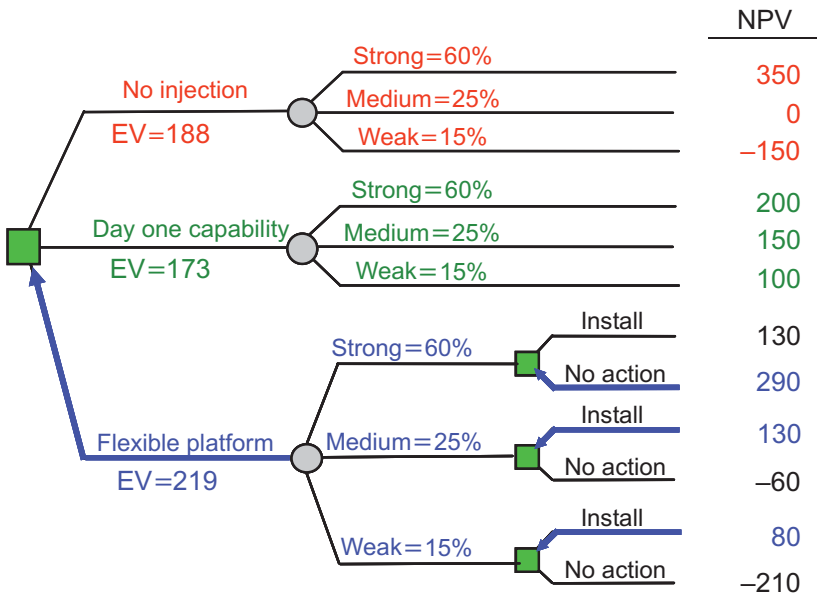 NPV
Strong=60%
350
No injection
Medium=25%
0
EV=188
Weak=15%
–150
Strong=60%
200
Day one capability
Medium=25%
150
EV=173
Weak=15%
100
Install
130
Strong=60%
No action
290
Install
130
Flexible platform
Medium=25%
EV=219
No action
–60
Install
80
Weak=15%
No action
–210